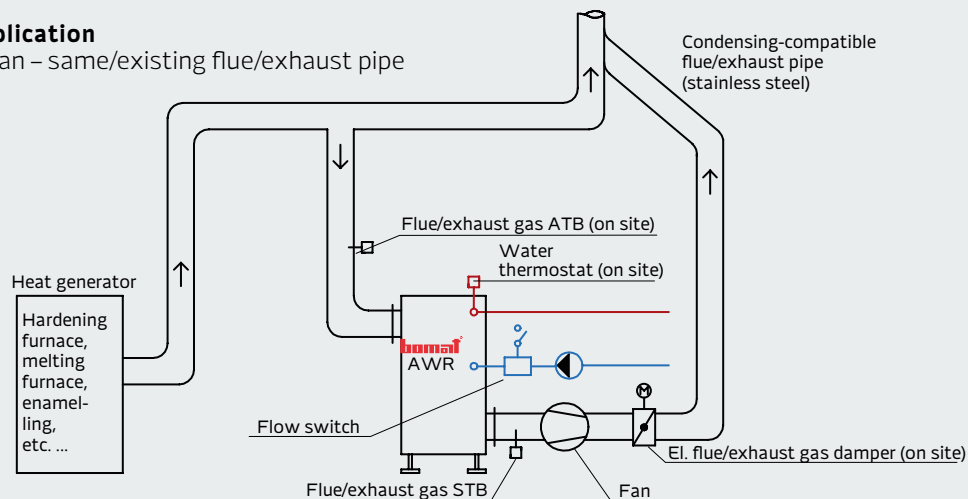 plication
an – same/existing flue/exhaust pipe
Condensing-compatible
flue/exhaust pipe
(stainless steel)
Flue/exhaust gas ATB (on site)
Water
thermostat (on site)
Heat generator
Hardening
furnace,
melting
furnace,
enamel-
ling,
etc. ...
bomat
AWR
Flow switch
M
El. flue/exhaust gas damper (on site)
Flue/exhaust gas STB
Fan